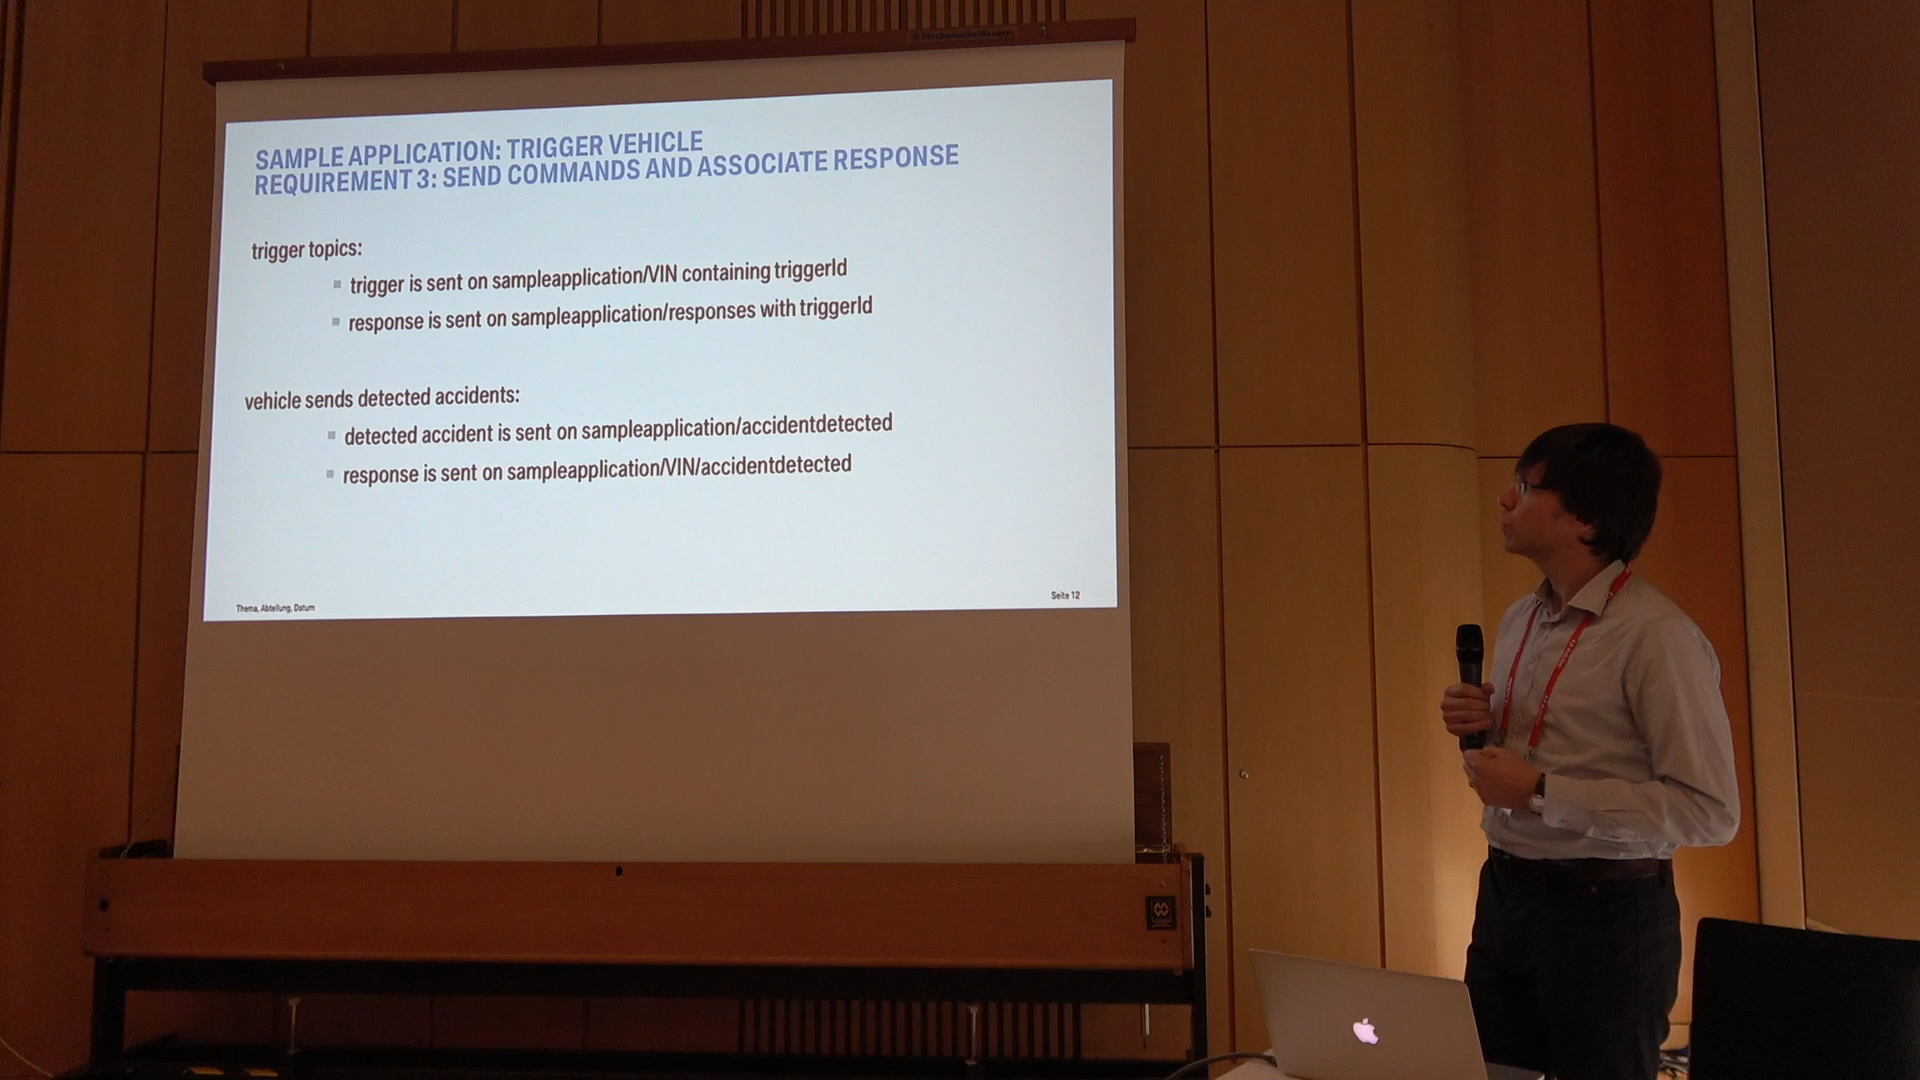 SAMPLE APPLICATION: TRIGGER VEHICLE
REQUIREMENT 3: SEND COMMANDS AND ASSOCIATE RESPONSE
trigger topics:
trigger is sent on sampleapplication/VIN containing triggerId
response is sent on sampleapplication/responses with triggerId
vehicle sends detected accidents:
detected accident is sent on sampleapplication/accidentdetected
response is sent on sampleapplication/VIN/accidentdetected
Thema, Abteilung, Datum
Seite 12